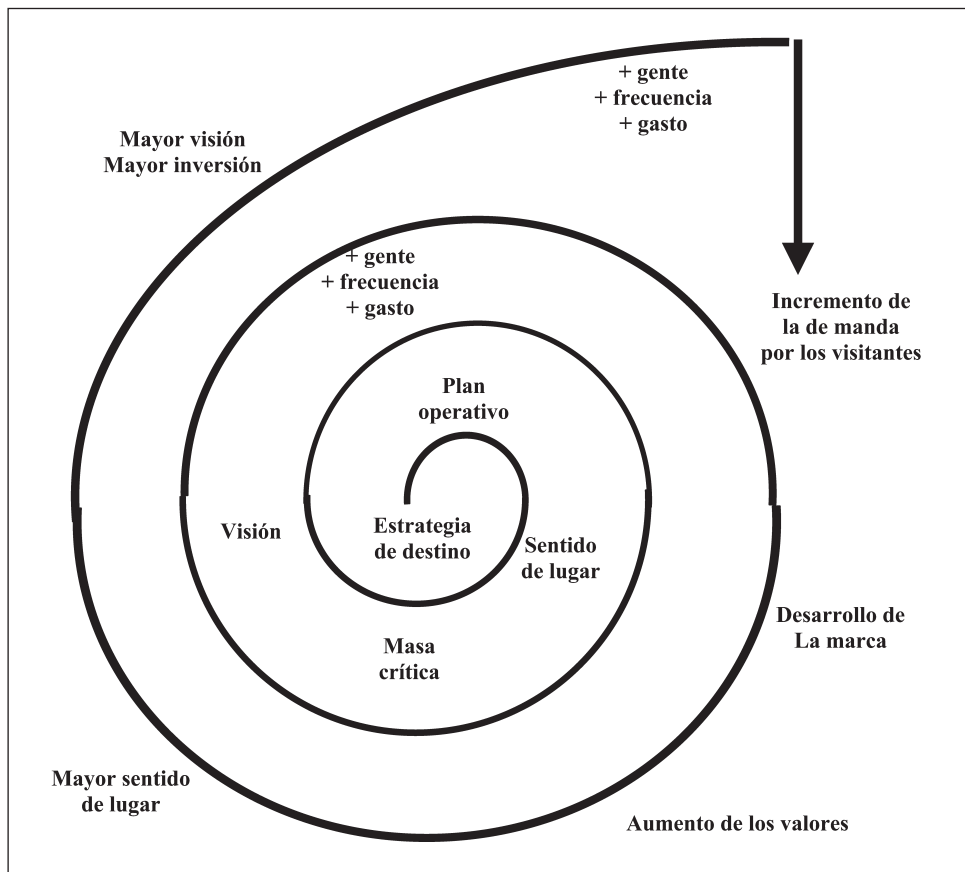 + gente
+ frecuencia
+ gasto
Mayor visión
Mayor inversión
+ gente
+ frecuencia
+ gasto
Incremento de
la de manda
por los visitantes
Plan
operativo
Visión
Estrategia
de destino
Sentido
de lugar
Desarrollo de
La marca
Masa
crítica
Mayor sentido
de lugar
Aumento de los valores